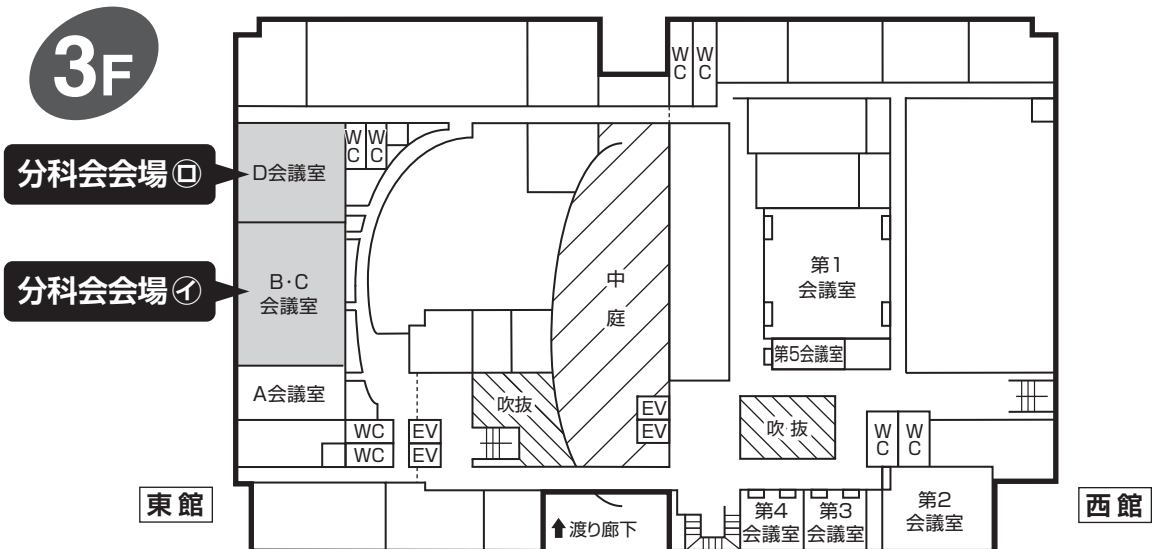 3F
WC
WC
分科会会場㋺
D会議室
WC
WC
分科会会場㋑
B・C
会議室
A会議室
中庭
第1
会議室
第5会議室
吹抜
吹抜
EV
EV
EV
EV
WC
WC
WC
WC
東館
西館
渡り廊下
第4
会議室
第3
会議室
第2
会議室